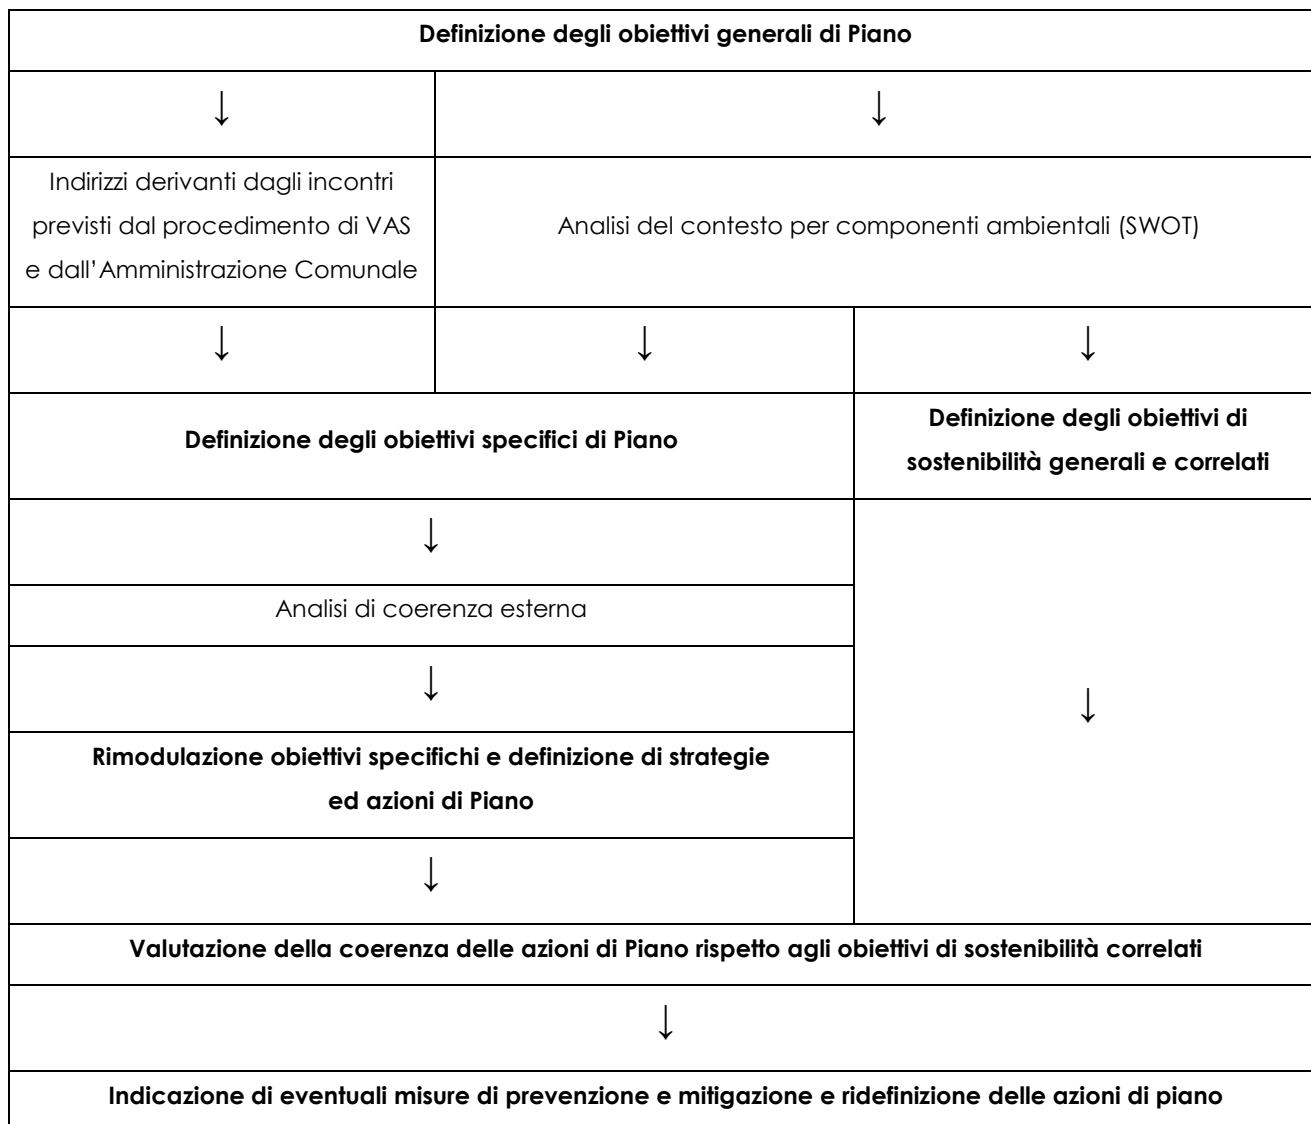 Definizione degli obiettivi generali di Piano
↓ ↓
Indirizzi derivanti dagli incontri
previsti dal procedimento di VAS
e dall'Amministrazione Comunale
Analisi del contesto per componenti ambientali (SWOT)
↓ ↓ ↓
Definizione degli obiettivi specifici di Piano
Definizione degli obiettivi di
sostenibilità generali e correlati
↓
Analisi di coerenza esterna
↓
↓
Rimodulazione obiettivi specifichi e definizione di strategie
ed azioni di Piano
↓
Valutazione della coerenza delle azioni di Piano rispetto agli obiettivi di sostenibilità correlati
↓
Indicazione di eventuali misure di prevenzione e mitigazione e ridefinizione delle azioni di piano